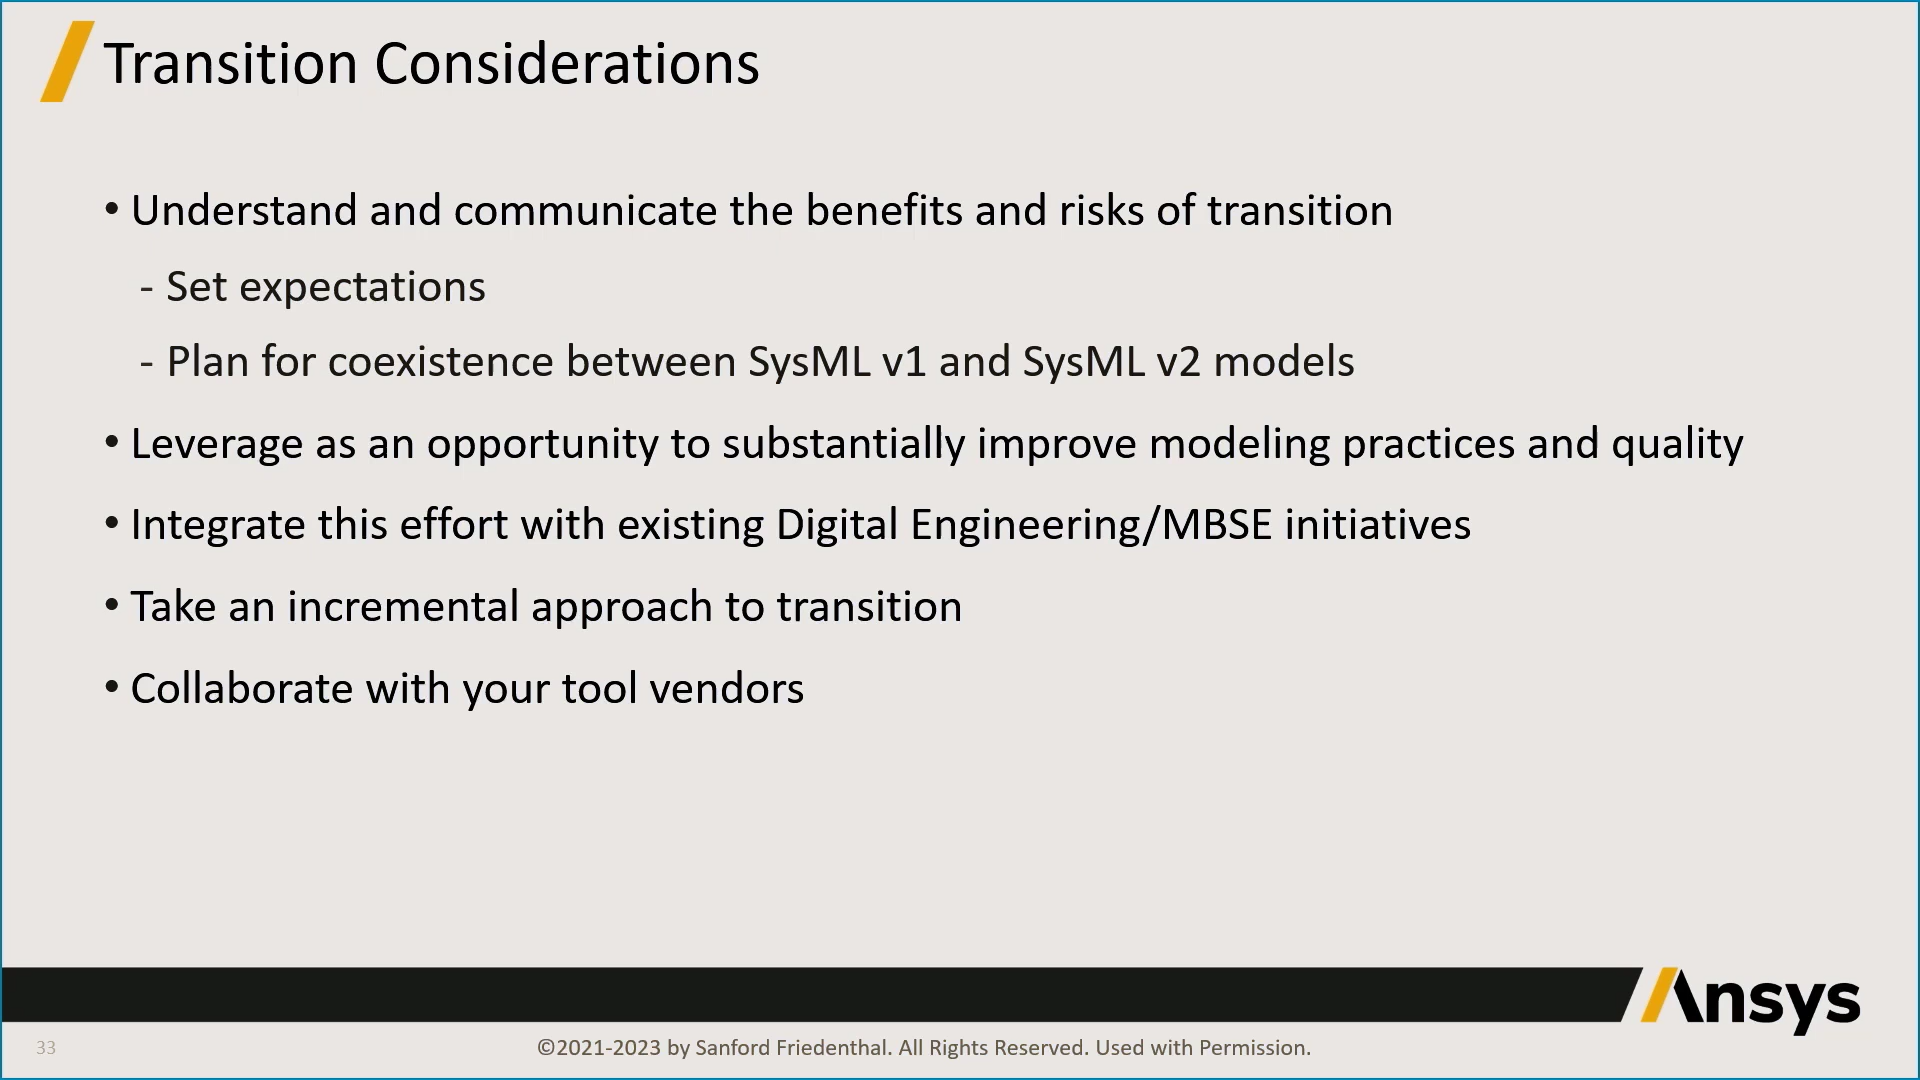 Transition Considerations
• Understand and communicate the benefits and risks of transition
- Set expectations
- Plan for coexistence between SysML v1 and SysML v2 models
• Leverage as an opportunity to substantially improve modeling practices and quality
• Integrate this effort with existing Digital Engineering/MBSE initiatives
• Take an incremental approach to transition
• Collaborate with your tool vendors
Ansys
33
©2021-2023 by Sanford Friedenthal. All Rights Reserved. Used with Permission.